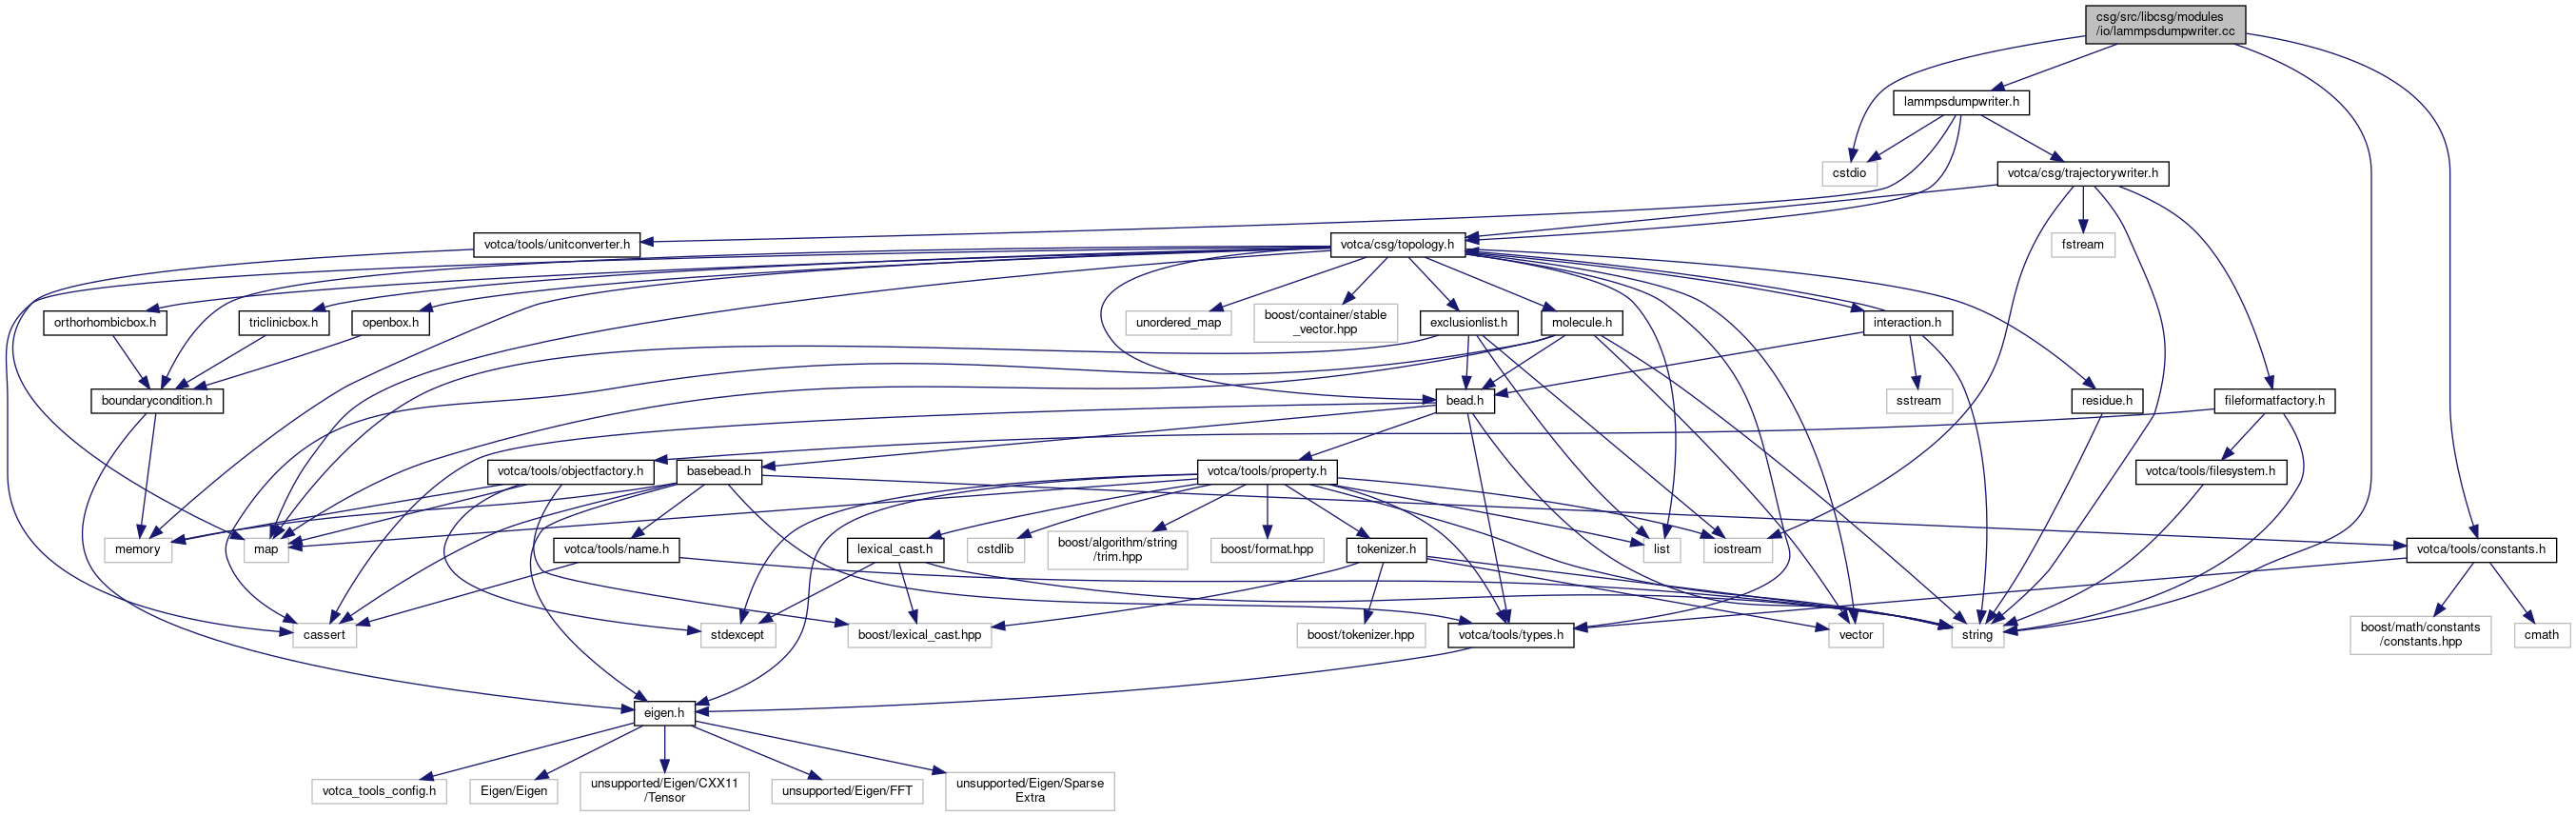 csg/src/libcsg/modules
/io/lammpsdumpwriter.cc
lammpsdumpwriter.h
cstdio
votca/csg/trajectorywriter.h
votca/tools/unitconverter.h
votca/csg/topology.h
fstream
orthorhombicbox.h
triclinicbox.h
openbox.h
unordered_map
boost/container/stable
_vector.hpp
exclusionlist.h
molecule.h
interaction.h
boundarycondition.h
bead.h
sstream
residue.h
fileformatfactory.h
votca/tools/objectfactory.h
basebead.h
votca/tools/property.h
votca/tools/filesystem.h
memory
map
votca/tools/name.h
lexical_cast.h
cstdlib
boost/algorithm/string
/trim.hpp
boost/format.hpp
tokenizer.h
list
iostream
votca/tools/constants.h
cassert
stdexcept
boost/lexical_cast.hpp
boost/tokenizer.hpp
votca/tools/types.h
vector
string
boost/math/constants
/constants.hpp
cmath
eigen.h
votca_tools_config.h
Eigen/Eigen
unsupported/Eigen/CXX11
/Tensor
unsupported/Eigen/FFT
unsupported/Eigen/Sparse
Extra